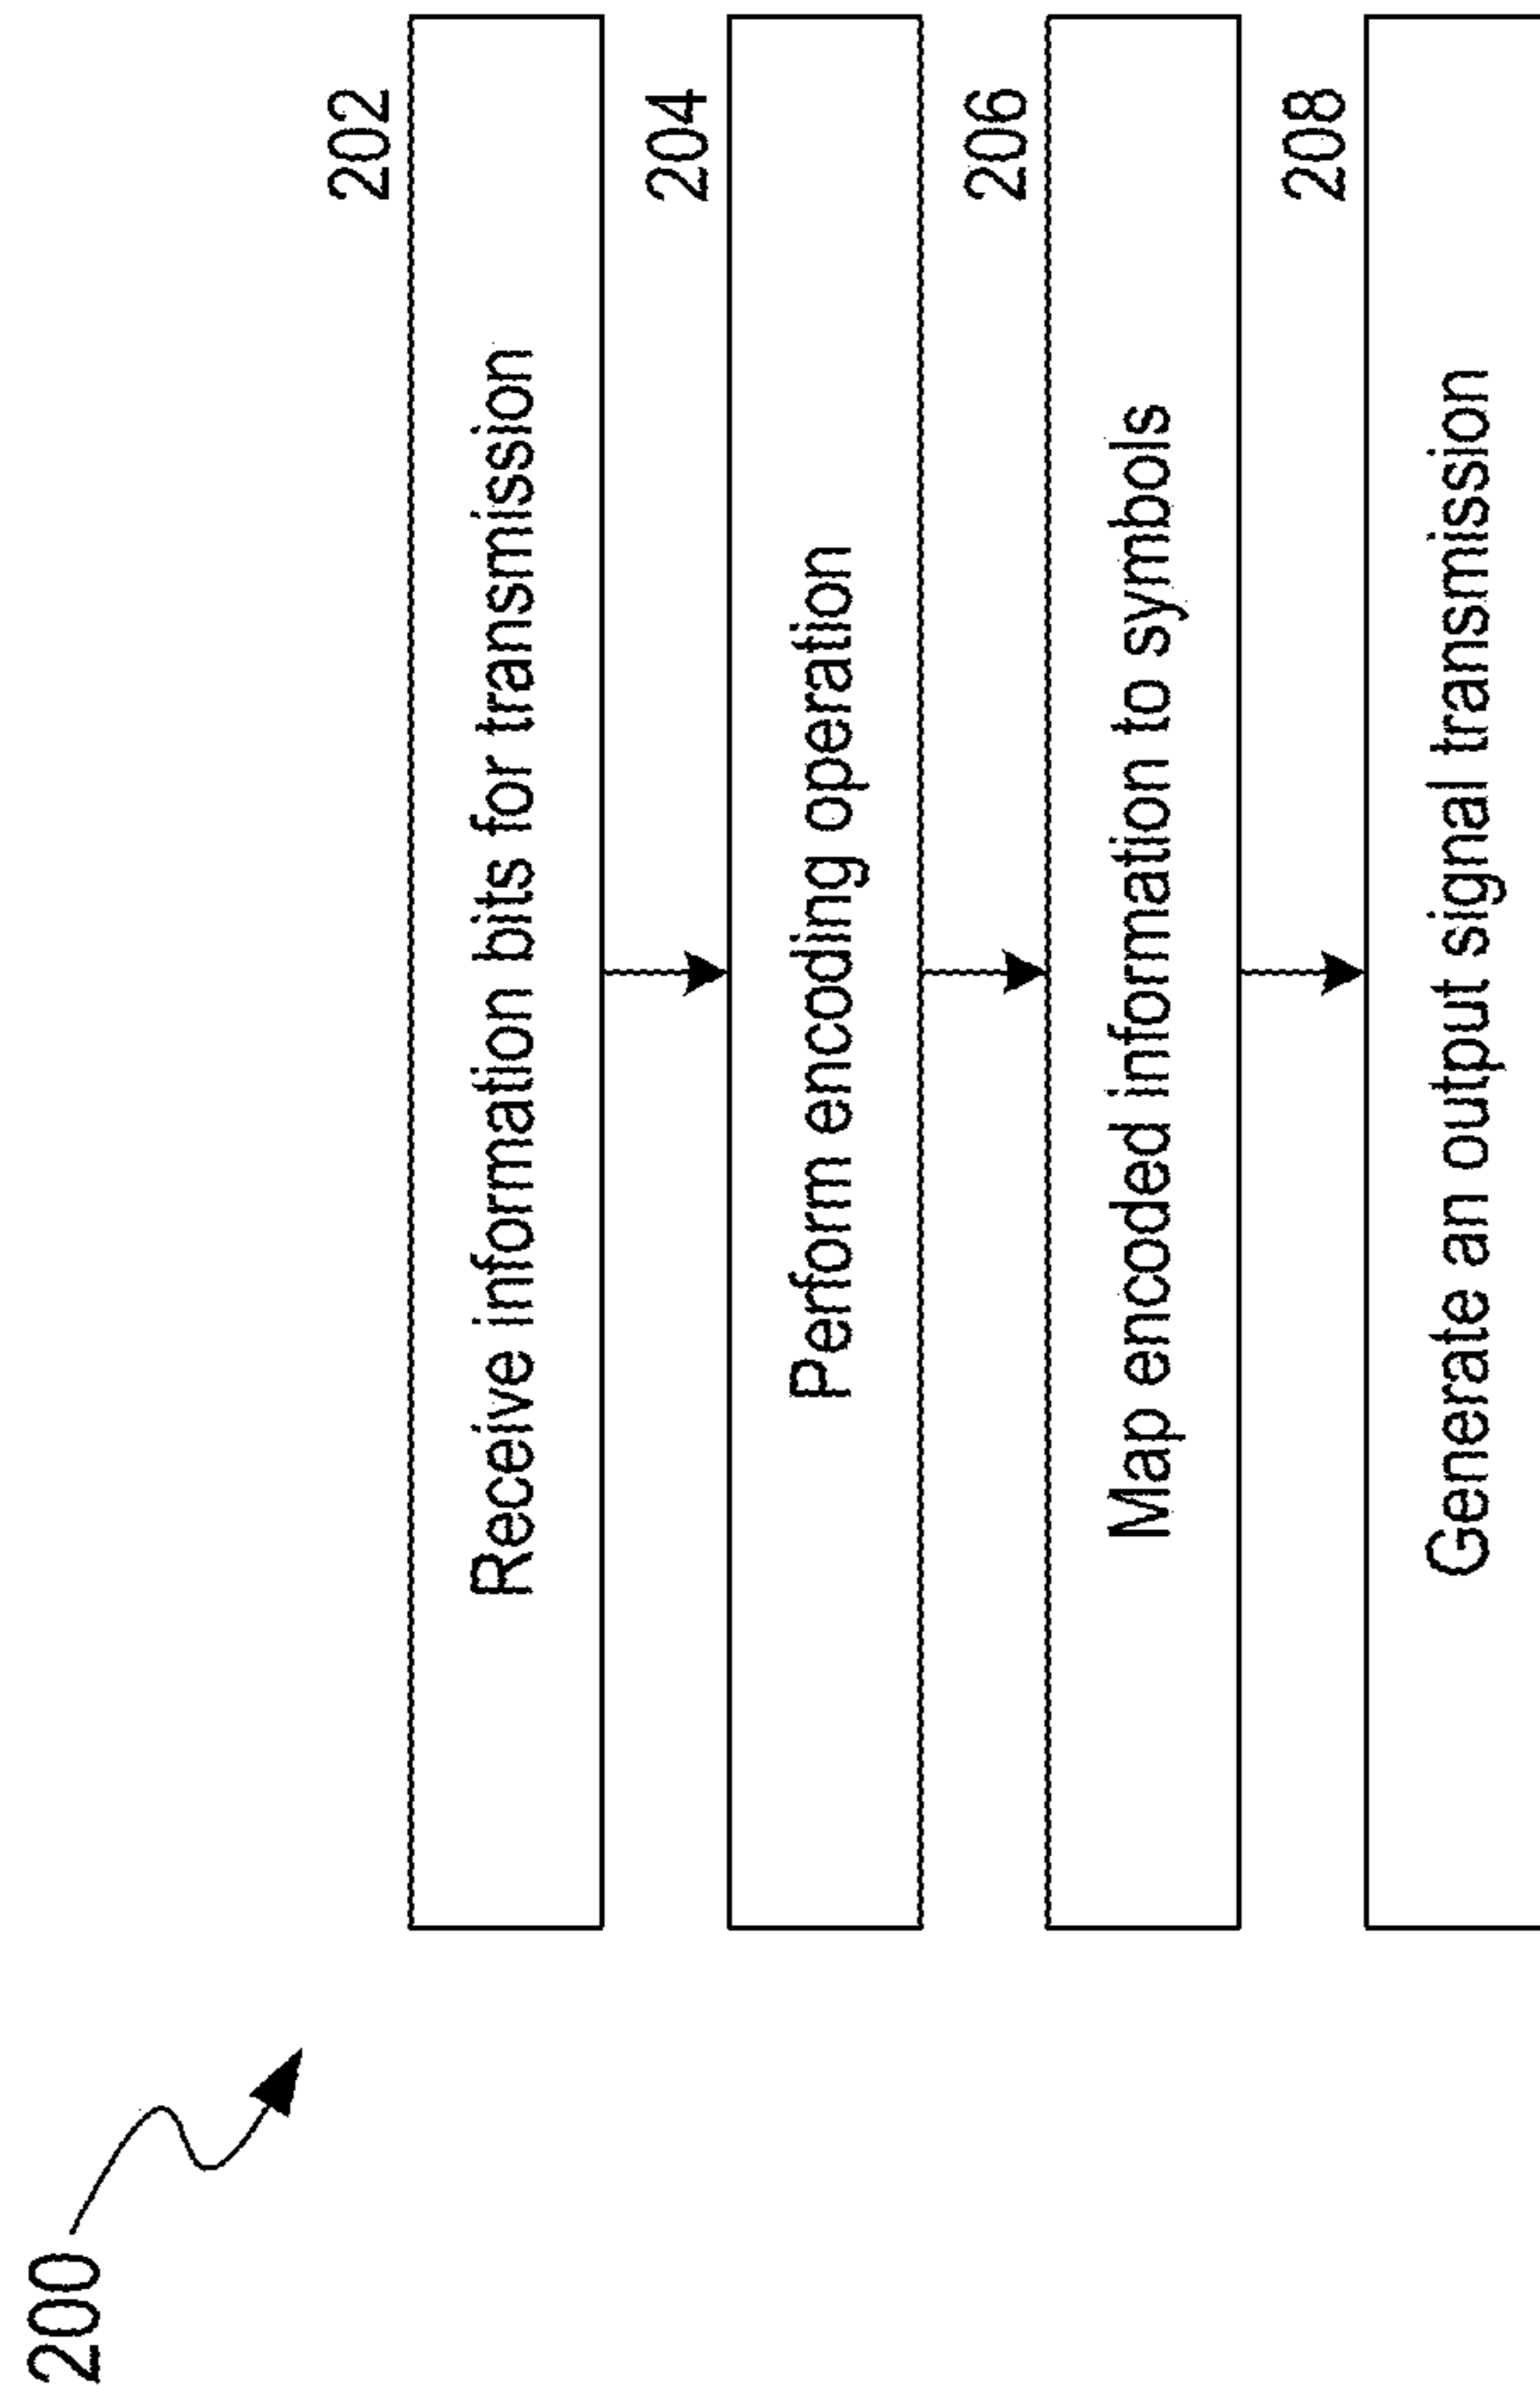 200
202
Receive information bits for transmission
204
Perform encoding operation
206
Map encoded information to symbols
208
Generate an output signal transmission